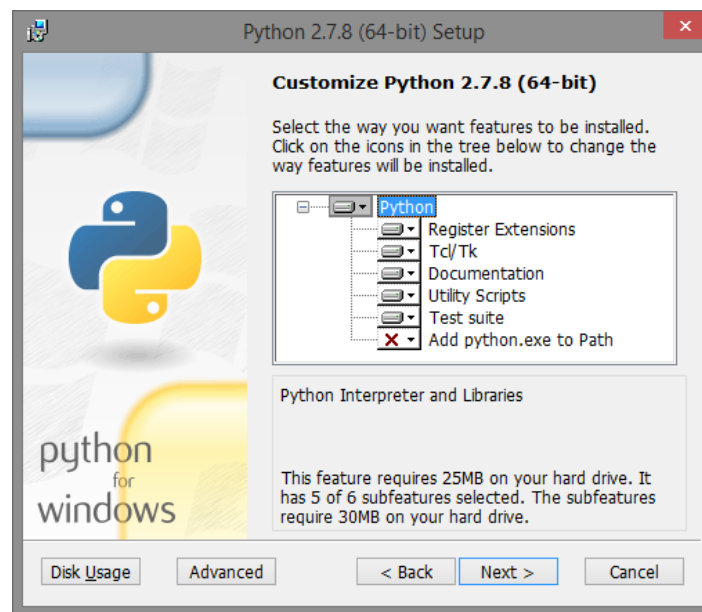 Python 2.7.8 (64-bit) Setup
Customize Python 2.7.8 (64-bit)
Select the way you want features to be installed.
Click on the icons in the tree below to change the
way features will be installed.
Python
Register Extensions
Tcl/Tk
Documentation
Utility Scripts
Test suite
Add python.exe to Path
Python Interpreter and Libraries
This feature requires 25MB on your hard drive. It
has 5 of 6 subfeatures selected. The subfeatures
require 30MB on your hard drive.
python
for
windows
Disk Usage
Advanced
< Back
Next >
Cancel